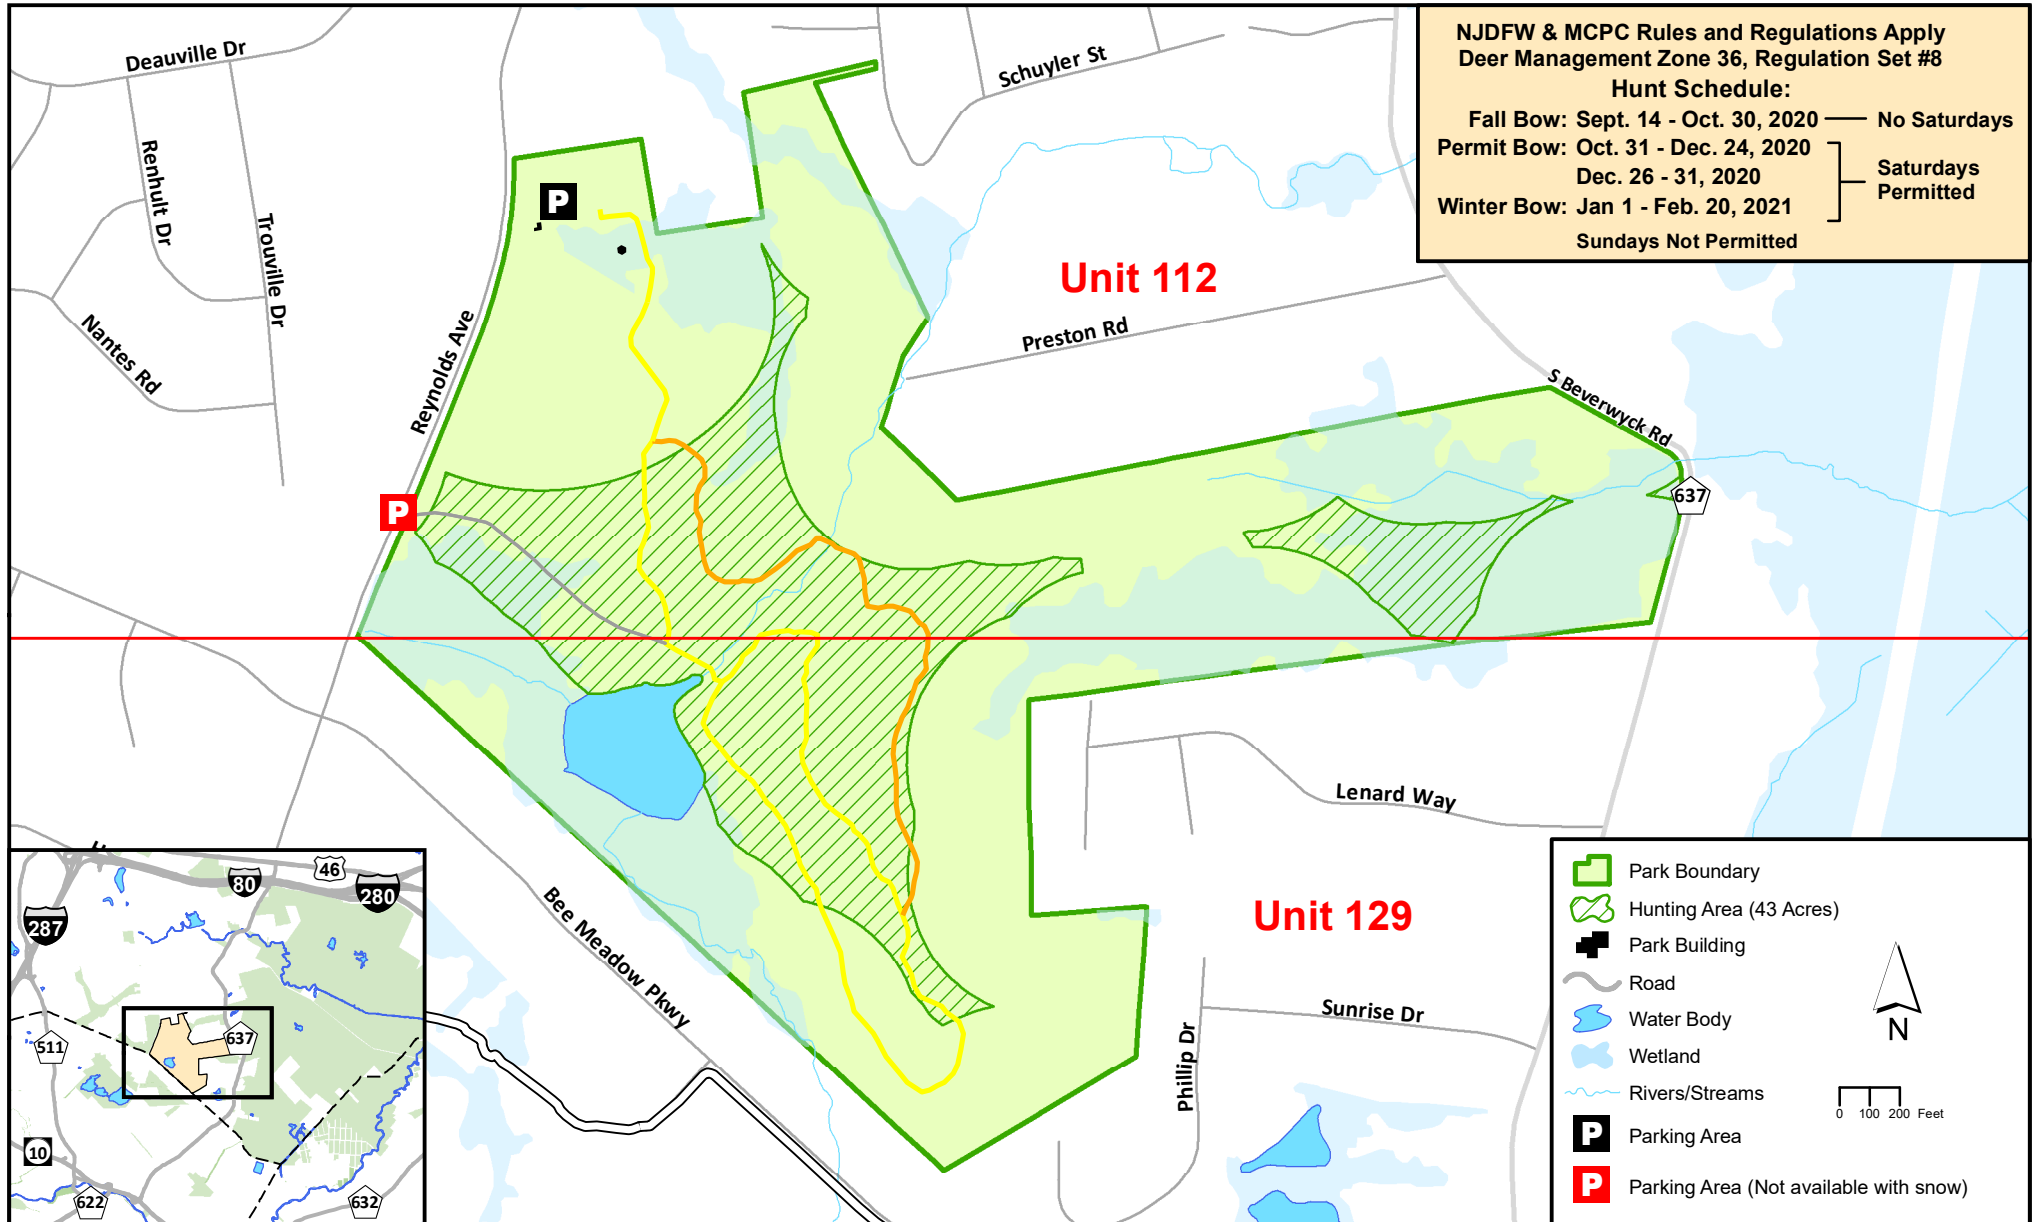 NJDFW & MCPC Rules and Regulations Apply
Deer Management Zone 36, Regulation Set #8
Hunt Schedule:
Fall Bow: Sept. 14 - Oct. 30, 2020 No Saturdays
Permit Bow: Oct. 31 - Dec. 24, 2020
Dec. 26 - 31, 2020
Saturdays
Permitted
Winter Bow: Jan 1 - Feb. 20, 2021
Sundays Not Permitted
Deauville Dr
Schuyler St
Renhult Dr
Trouville Dr
P
Unit 112
Nantes Rd
Reynolds Ave
Preston Rd
S Beverwyck Rd
637
P
Lenard Way
Bee Meadow Pkwy
Unit 129
Sunrise Dr
Phillip Dr
46
80
280
287
637
511
10
622
632
Park Boundary
Hunting Area (43 Acres)
Park Building
Road
Water Body
Wetland
Rivers/Streams
P Parking Area
P Parking Area (Not available with snow)
N
0 100 200 Feet